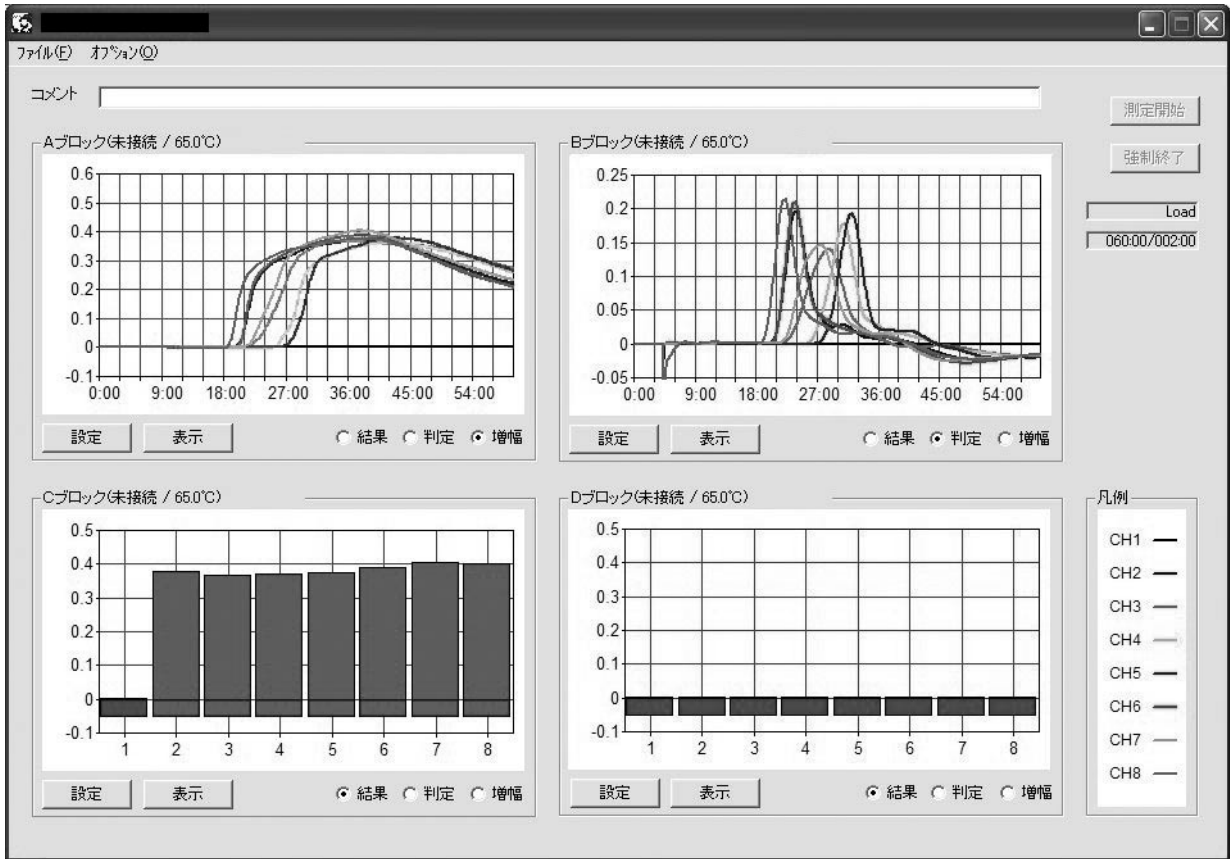 ファイル(F) オプション(O)
コメント
測定開始
強制終了
Load
060:00/002:00
Aブロック(未接続 / 65.0℃)
0.6
0.5
0.4
0.3
0.2
0.1
0
-0.1
0:00 9:00 18:00 27:00 36:00 45:00 54:00
設定 表示 結果 判定 増幅
Bブロック(未接続 / 65.0℃)
0.25
0.2
0.15
0.1
0.05
0
-0.05
0:00 9:00 18:00 27:00 36:00 45:00 54:00
設定 表示 結果 判定 増幅
Cブロック(未接続 / 65.0℃)
0.5
0.4
0.3
0.2
0.1
0
-0.1
1 2 3 4 5 6 7 8
設定 表示 結果 判定 増幅
Dブロック(未接続 / 65.0℃)
0.5
0.4
0.3
0.2
0.1
0
-0.1
1 2 3 4 5 6 7 8
設定 表示 結果 判定 増幅
凡例
CH1
CH2
CH3
CH4
CH5
CH6
CH7
CH8